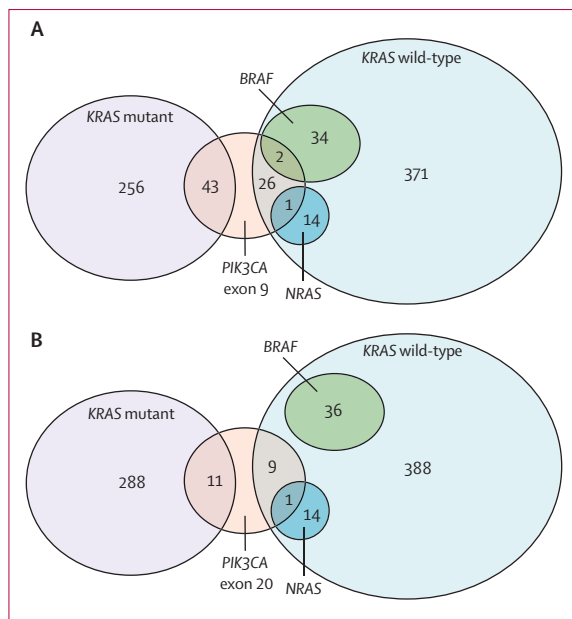 A
KRAS wild-type
BRAF
KRAS mutant
34
2
256
43
26
371
1
14
PIK3CA
exon 9
NRAS
B
KRAS wild-type
BRAF
KRAS mutant
36
288
11
9
388
1
14
PIK3CA
exon 20
NRAS